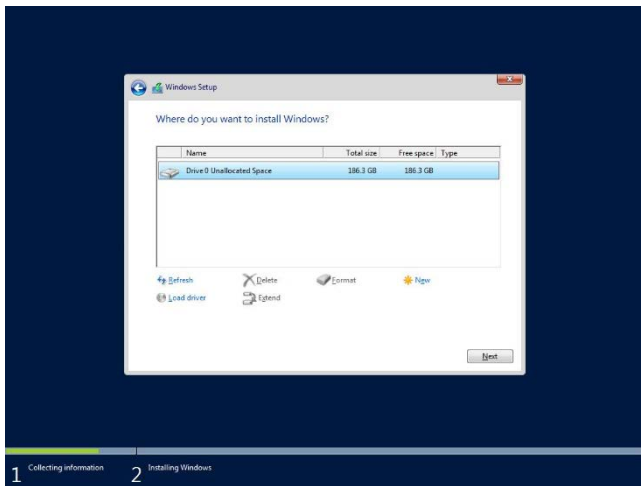 Windows Setup
Where do you want to install Windows?
Name Total size Free space Type
Drive 0 Unallocated Space 186.3 GB 186.3 GB
Refresh Delete Format New
Load driver Extend
Next
1 Collecting information 2 Installing Windows